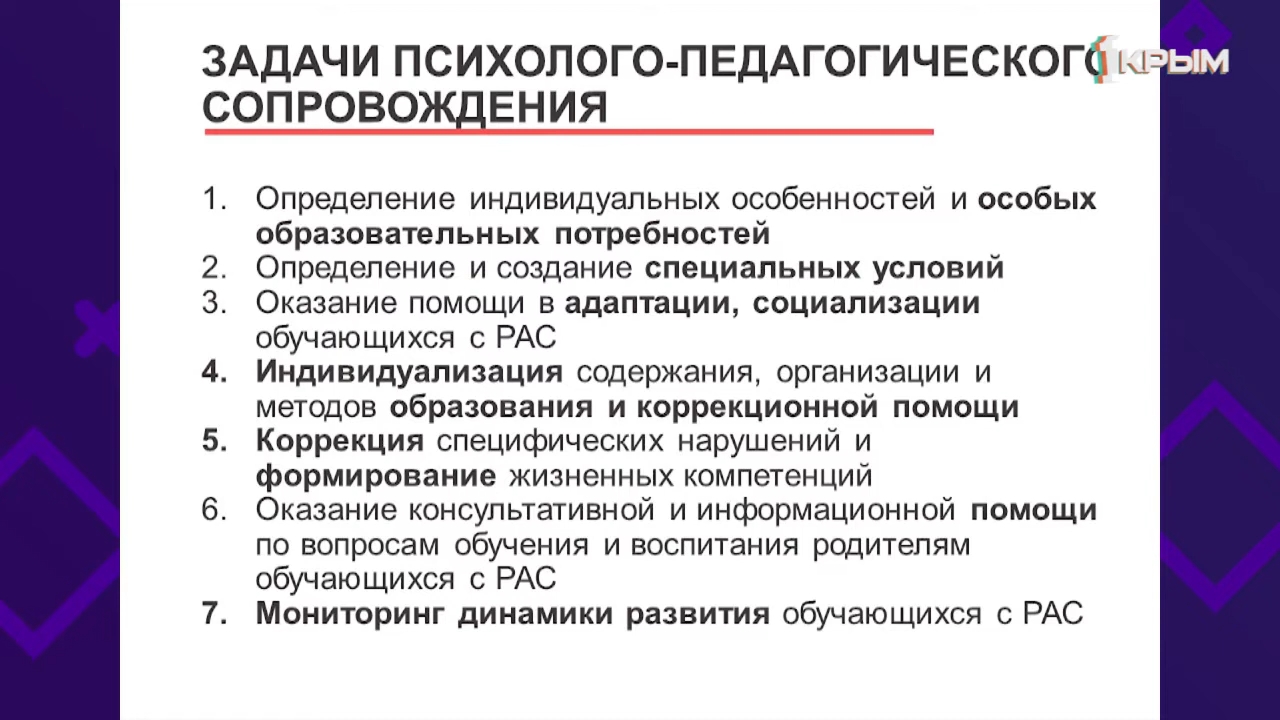 ЗАДАЧИ ПСИХОЛОГО-ПЕДАГОГИЧЕСКОГО
СОПРОВОЖДЕНИЯ
1КРЫМ
1. Определение индивидуальных особенностей и особых
образовательных потребностей
2. Определение и создание специальных условий
3. Оказание помощи в адаптации, социализации
обучающихся с РАС
4. Индивидуализация содержания, организации и
методов образования и коррекционной помощи
5. Коррекция специфических нарушений и
формирование жизненных компетенций
6. Оказание консультативной и информационной помощи
по вопросам обучения и воспитания родителям
обучающихся с РАС
7. Мониторинг динамики развития обучающихся с РАС